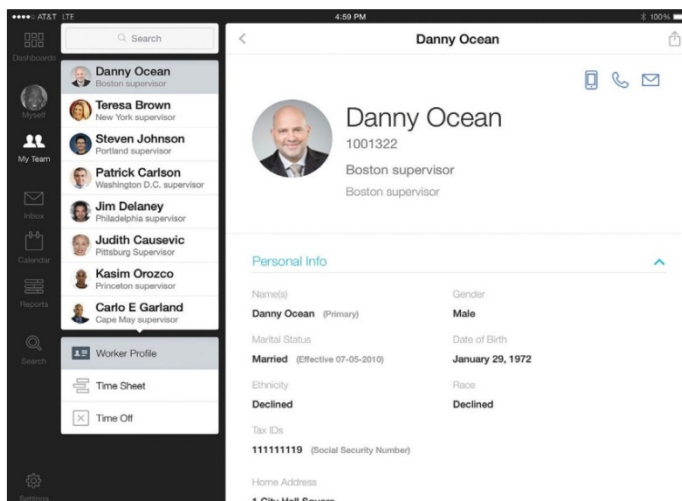 AT&T LTE
4:59 PM
100%
Dashboards
Myself
My Team
Inbox
Calendar
Reports
Search
Settings
Search
Danny Ocean
Boston supervisor
Teresa Brown
New York supervisor
Steven Johnson
Portland supervisor
Patrick Carlson
Washington D.C. supervisor
Jim Delaney
Philadelphia supervisor
Judith Causevic
Pittsburg Supervisor
Kasim Orozco
Princeton supervisor
Carlo E Garland
Cape May supervisor
Worker Profile
Time Sheet
Time Off
Danny Ocean
Danny Ocean
1001322
Boston supervisor
Boston supervisor
Personal Info
Name(s) Gender
Danny Ocean (Primary) Male
Marital Status Date of Birth
Married (Effective 07-05-2010) January 29, 1972
Ethnicity Race
Declined Declined
Tax IDs
111111119 (Social Security Number)
Home Address
1 City Hall Square